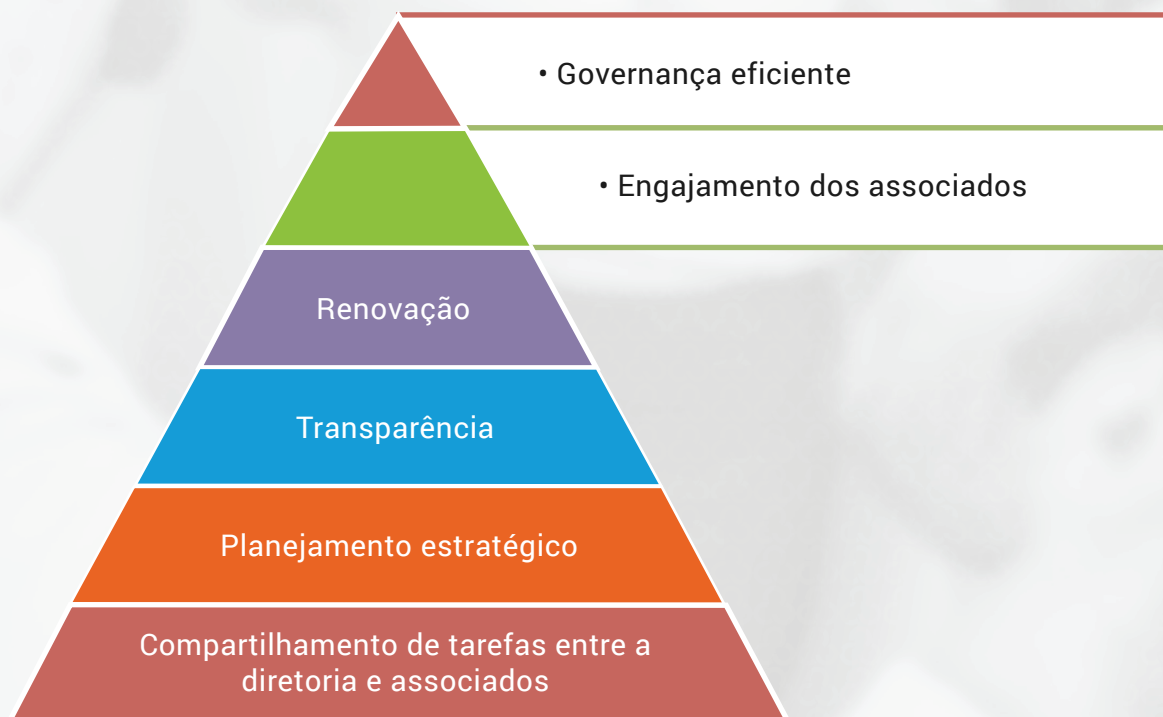 • Governança eficiente
• Engajamento dos associados
Renovação
Transparência
Planejamento estratégico
Compartilhamento de tarefas entre a
diretoria e associados